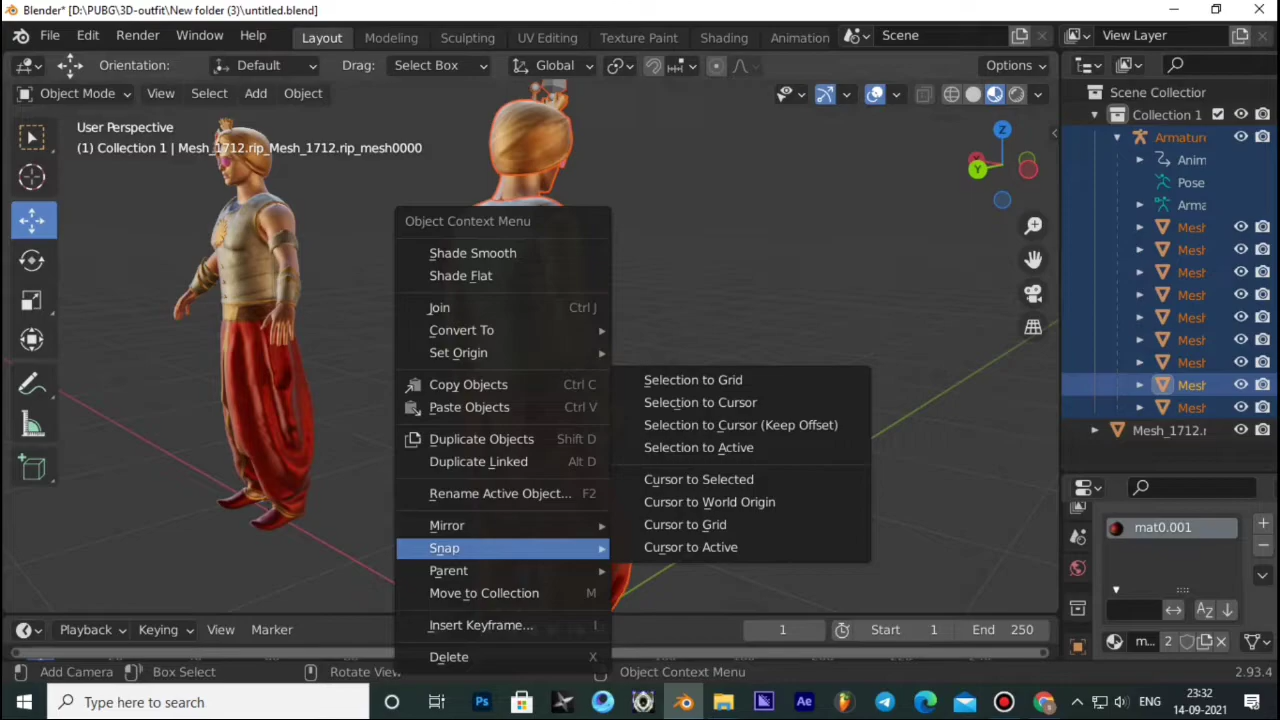 Blender* [D:\PUBG\3D-outfit\New folder (3)\untitled.blend]
File Edit Render Window Help Layout Modeling Sculpting UV Editing Texture Paint Shading Animation Scene View Layer
Orientation: Default Drag: Select Box Global Options
Object Mode View Select Add Object
Scene Collection
Collection 1
User Perspective
(1) Collection 1 | Mesh_1712.rip_Mesh_1712.rip_mesh0000
Armature
Anim
Pose
Arma
Mesh
Mesh
Mesh
Mesh
Mesh
Mesh
Mesh
Mesh
Mesh
Mesh_1712.r
Z
Y
Object Context Menu
Shade Smooth
Shade Flat
Join Ctrl J
Convert To
Set Origin
Copy Objects Ctrl C
Paste Objects Ctrl V
Duplicate Objects Shift D
Duplicate Linked Alt D
Rename Active Object... F2
Mirror
Snap
Parent
Move to Collection M
Insert Keyframe... I
Delete X
Selection to Grid
Selection to Cursor
Selection to Cursor (Keep Offset)
Selection to Active
Cursor to Selected
Cursor to World Origin
Cursor to Grid
Cursor to Active
mat0.001
m... 2
Playback Keying View Marker 1 Start 1 End 250
Add Camera Box Select Rotate View Object Context Menu 2.93.4
Type here to search
Ps
Ae
ENG
23:32
14-09-2021